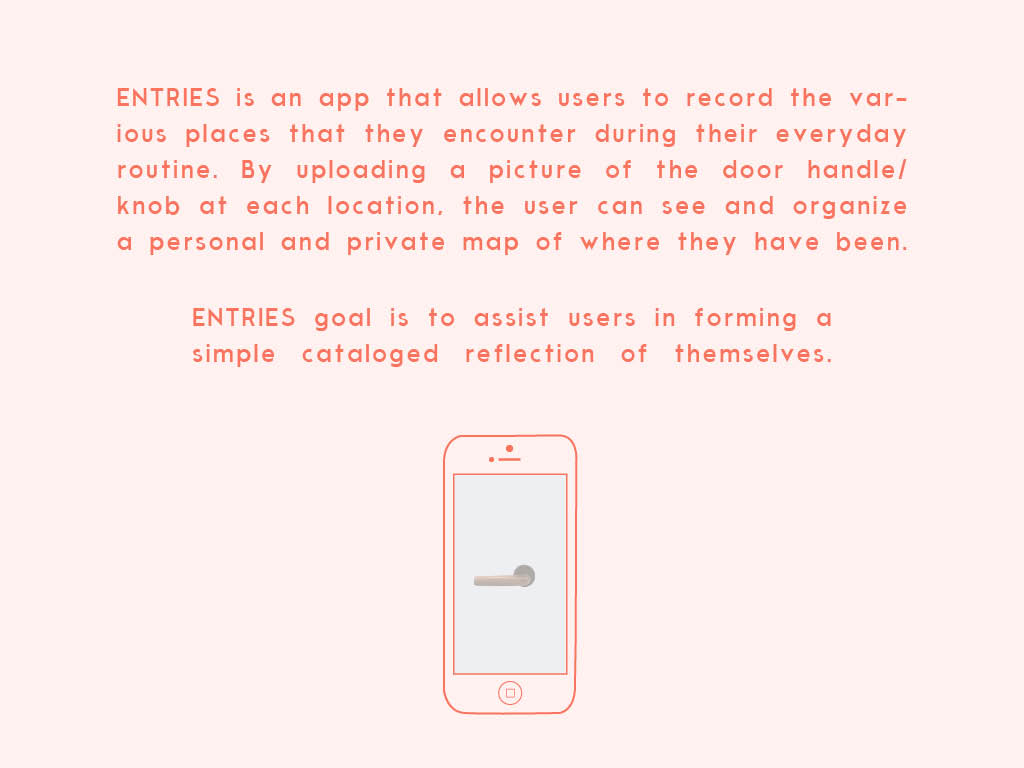 ENTRIES is an app that allows users to record the var-
ious places that they encounter during their everyday
routine. By uploading a picture of the door handle/
knob at each location, the user can see and organize
a personal and private map of where they have been.
ENTRIES goal is to assist users in forming a
simple cataloged reflection of themselves.